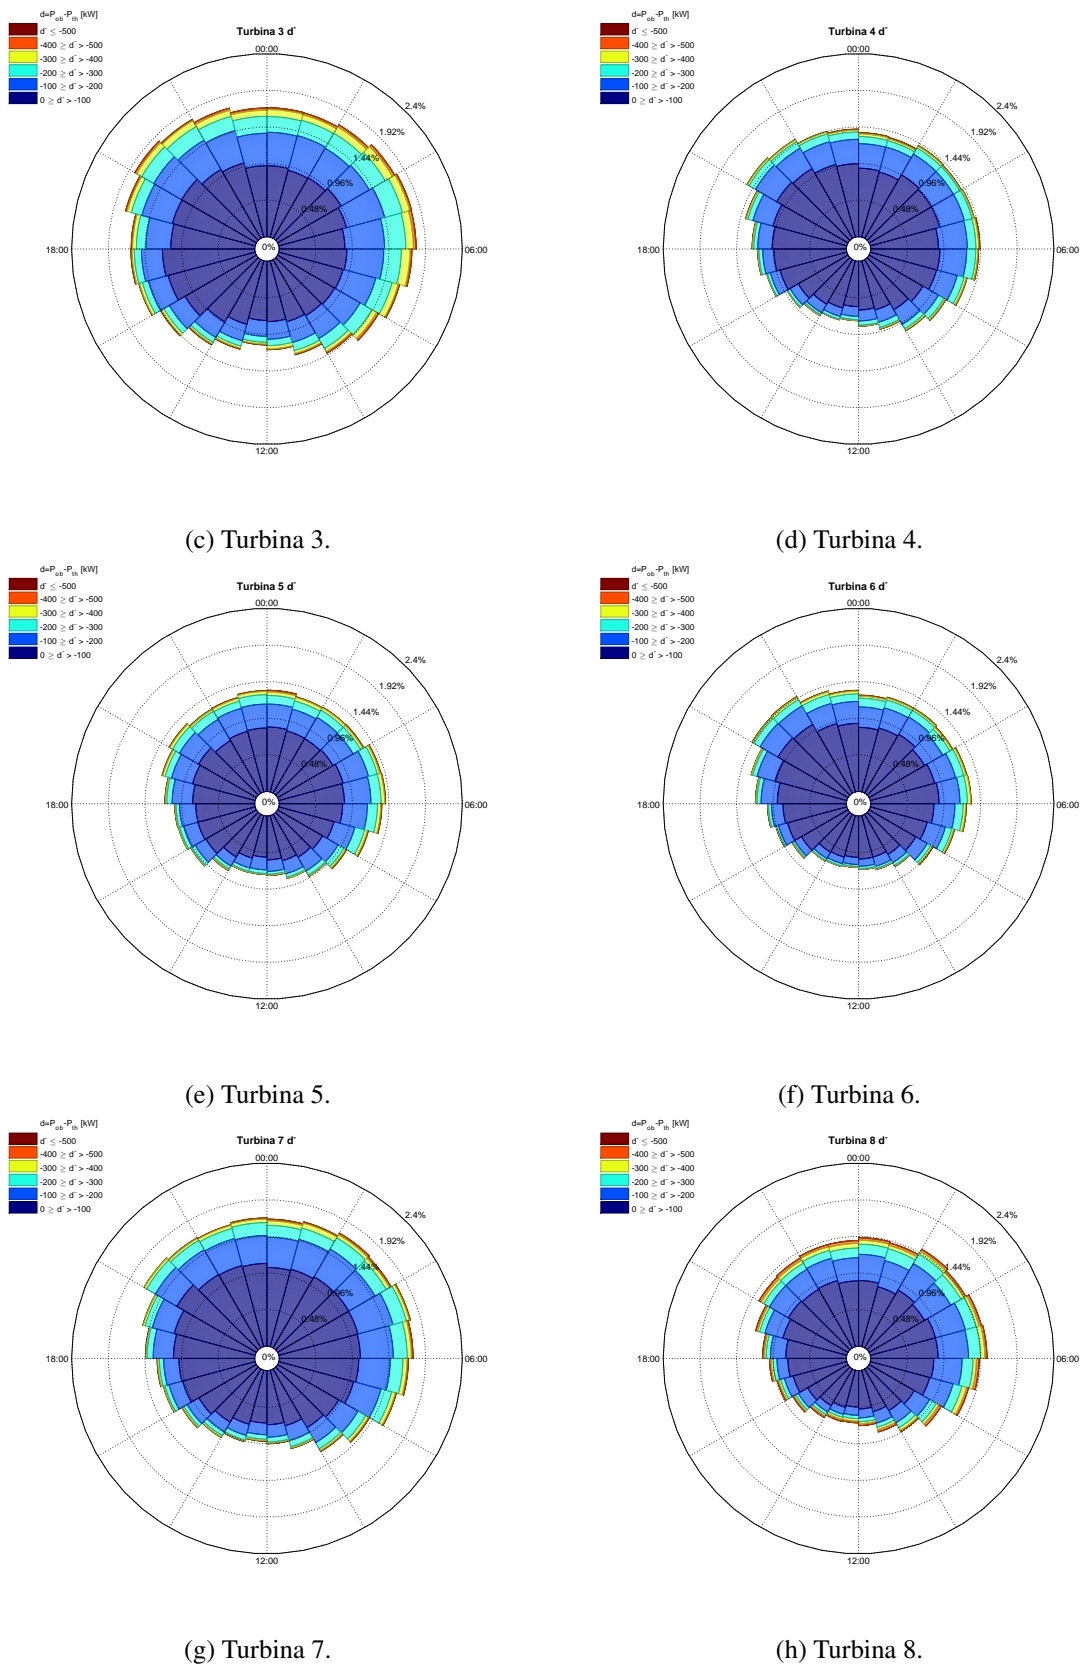 d=P_ob-P_th [kW]
d⁻ ≤ -500
-400 ≥ d⁻ > -500
-300 ≥ d⁻ > -400
-200 ≥ d⁻ > -300
-100 ≥ d⁻ > -200
0 ≥ d⁻ > -100
Turbina 3 d⁻
00:00
2.4%
1.92%
1.44%
0.96%
0.48%
0%
18:00
06:00
12:00
(c) Turbina 3.
d=P_ob-P_th [kW]
d⁻ ≤ -500
-400 ≥ d⁻ > -500
-300 ≥ d⁻ > -400
-200 ≥ d⁻ > -300
-100 ≥ d⁻ > -200
0 ≥ d⁻ > -100
Turbina 4 d⁻
00:00
2.4%
1.92%
1.44%
0.96%
0.48%
0%
18:00
06:00
12:00
(d) Turbina 4.
d=P_ob-P_th [kW]
d⁻ ≤ -500
-400 ≥ d⁻ > -500
-300 ≥ d⁻ > -400
-200 ≥ d⁻ > -300
-100 ≥ d⁻ > -200
0 ≥ d⁻ > -100
Turbina 5 d⁻
00:00
2.4%
1.92%
1.44%
0.96%
0.48%
0%
18:00
06:00
12:00
(e) Turbina 5.
d=P_ob-P_th [kW]
d⁻ ≤ -500
-400 ≥ d⁻ > -500
-300 ≥ d⁻ > -400
-200 ≥ d⁻ > -300
-100 ≥ d⁻ > -200
0 ≥ d⁻ > -100
Turbina 6 d⁻
00:00
2.4%
1.92%
1.44%
0.96%
0.48%
0%
18:00
06:00
12:00
(f) Turbina 6.
d=P_ob-P_th [kW]
d⁻ ≤ -500
-400 ≥ d⁻ > -500
-300 ≥ d⁻ > -400
-200 ≥ d⁻ > -300
-100 ≥ d⁻ > -200
0 ≥ d⁻ > -100
Turbina 7 d⁻
00:00
2.4%
1.92%
1.44%
0.96%
0.48%
0%
18:00
06:00
12:00
(g) Turbina 7.
d=P_ob-P_th [kW]
d⁻ ≤ -500
-400 ≥ d⁻ > -500
-300 ≥ d⁻ > -400
-200 ≥ d⁻ > -300
-100 ≥ d⁻ > -200
0 ≥ d⁻ > -100
Turbina 8 d⁻
00:00
2.4%
1.92%
1.44%
0.96%
0.48%
0%
18:00
06:00
12:00
(h) Turbina 8.